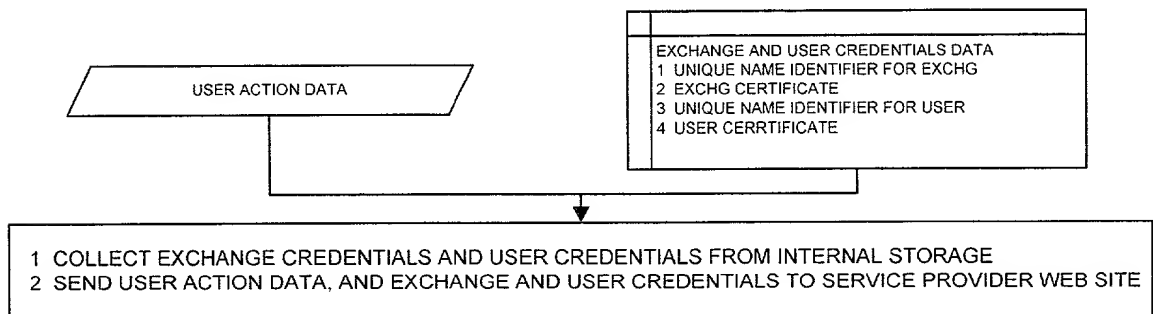 USER ACTION DATA
EXCHANGE AND USER CREDENTIALS DATA
1 UNIQUE NAME IDENTIFIER FOR EXCHG
2 EXCHG CERTIFICATE
3 UNIQUE NAME IDENTIFIER FOR USER
4 USER CERRTIFICATE
1 COLLECT EXCHANGE CREDENTIALS AND USER CREDENTIALS FROM INTERNAL STORAGE
2 SEND USER ACTION DATA, AND EXCHANGE AND USER CREDENTIALS TO SERVICE PROVIDER WEB SITE